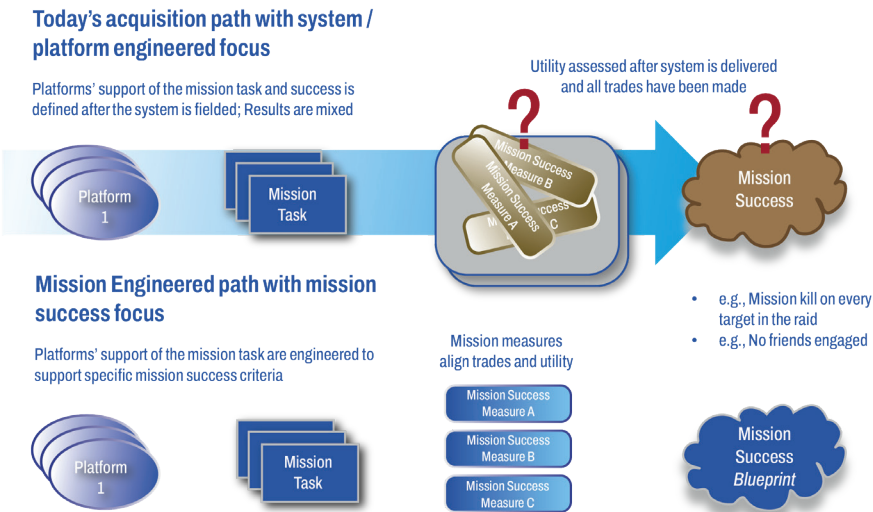 Today's acquisition path with system /
platform engineered focus
Platforms' support of the mission task and success is
defined after the system is fielded; Results are mixed
Utility assessed after system is delivered
and all trades have been made
Platform
1
Mission
Task
?
Mission Success
Measure B
Mission Success
Measure A
C
?
Mission
Success
Mission Engineered path with mission
success focus
Platforms' support of the mission task are engineered to
support specific mission success criteria
• e.g., Mission kill on every
target in the raid
• e.g., No friends engaged
Mission measures
align trades and utility
Platform
1
Mission
Task
Mission Success
Measure A
Mission Success
Measure B
Mission Success
Measure C
Mission
Success
Blueprint